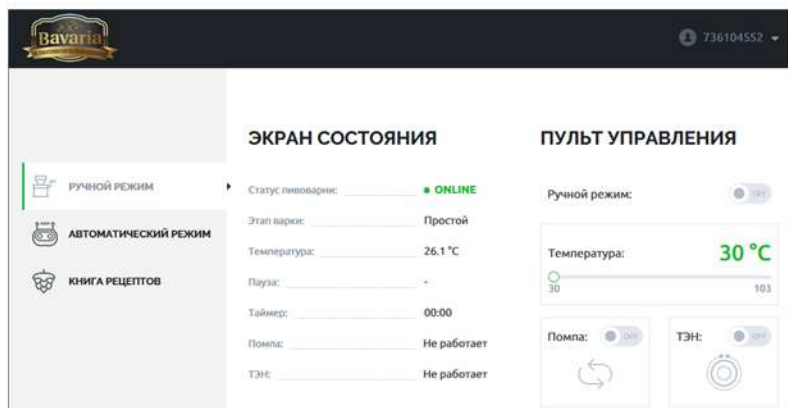 Bavaria
736104552
РУЧНОЙ РЕЖИМ
АВТОМАТИЧЕСКИЙ РЕЖИМ
КНИГА РЕЦЕПТОВ
ЭКРАН СОСТОЯНИЯ
Статус пивоварни: ONLINE
Этап варки: Простой
Температура: 26.1 °C
Пауза: -
Таймер: 00:00
Помпа: Не работает
ТЭН: Не работает
ПУЛЬТ УПРАВЛЕНИЯ
Ручной режим: OFF
Температура: 30 °C
30 103
Помпа: OFF ТЭН: OFF